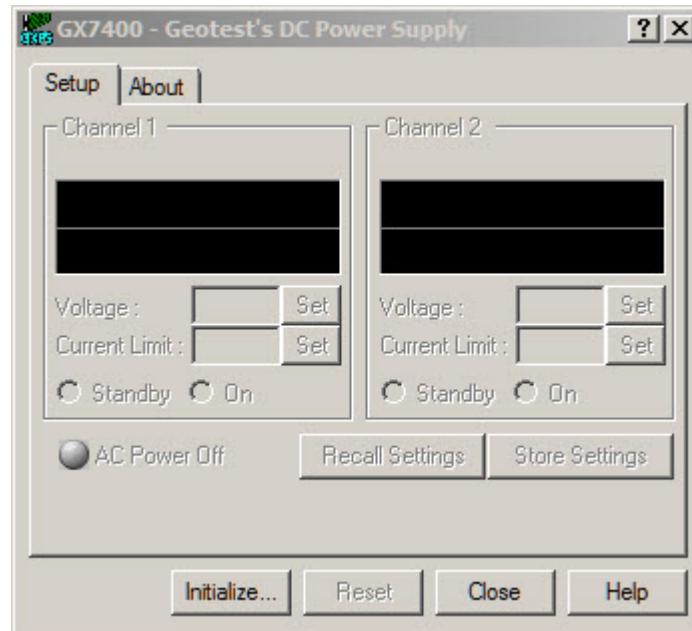 GX7400 - Geotest's DC Power Supply ? X
Setup About
Channel 1
Voltage : Set
Current Limit : Set
Standby On
Channel 2
Voltage : Set
Current Limit : Set
Standby On
AC Power Off Recall Settings Store Settings
Initialize... Reset Close Help